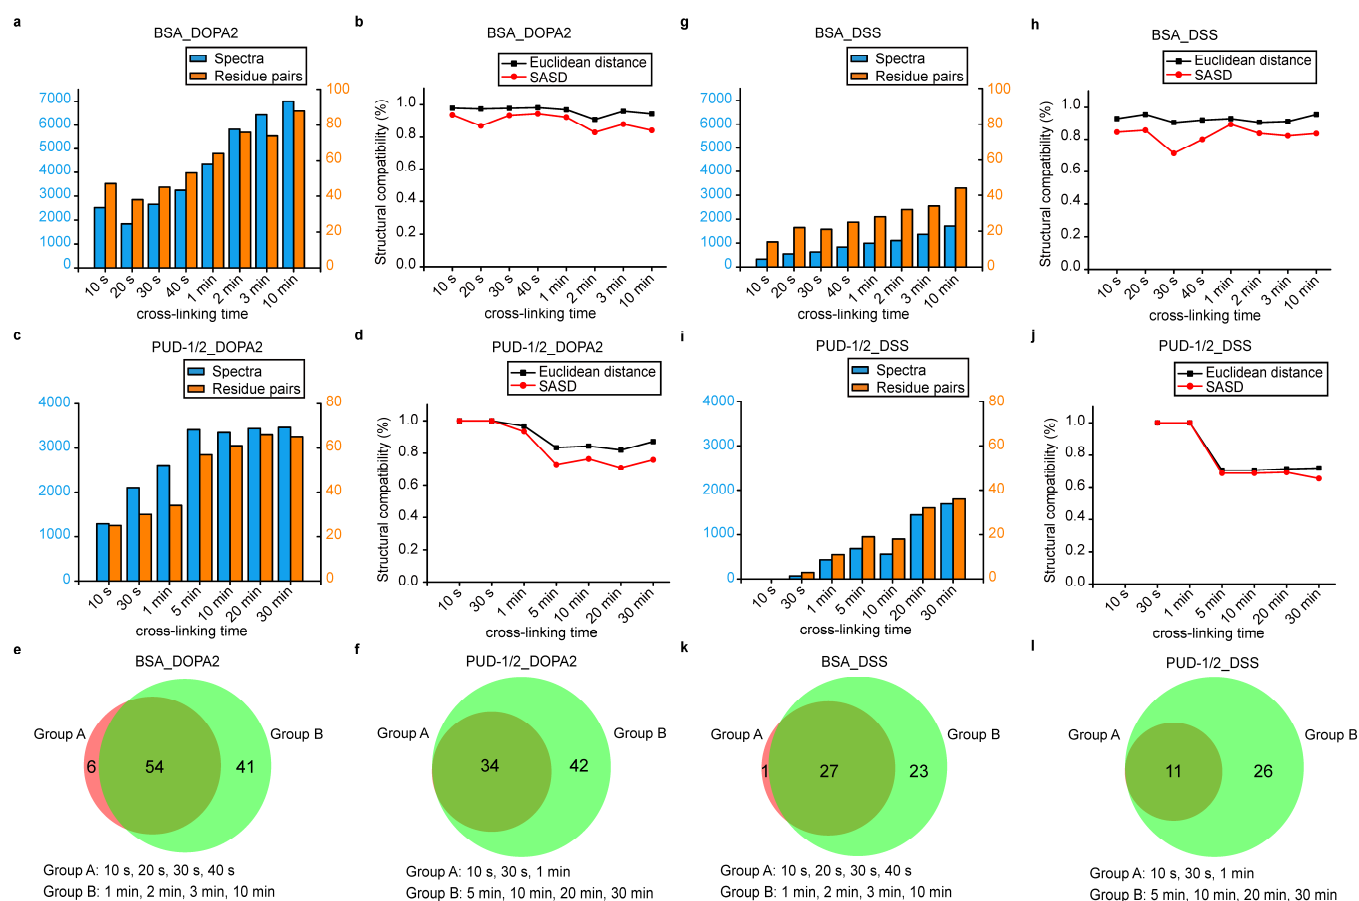 a
BSA_DOPA2
Spectra
Residue pairs
7000
6000
5000
4000
3000
2000
1000
0
100
80
60
40
20
0
10 s
20 s
30 s
40 s
1 min
2 min
3 min
10 min
cross-linking time
b
BSA_DOPA2
Euclidean distance
SASD
Structural compatibility (%)
1.0
0.8
0.6
0.4
0.2
0.0
10 s
20 s
30 s
40 s
1 min
2 min
3 min
10 min
cross-linking time
g
BSA_DSS
Spectra
Residue pairs
7000
6000
5000
4000
3000
2000
1000
0
100
80
60
40
20
0
10 s
20 s
30 s
40 s
1 min
2 min
3 min
10 min
cross-linking time
h
BSA_DSS
Euclidean distance
SASD
Structural compatibility (%)
1.0
0.8
0.6
0.4
0.2
0.0
10 s
20 s
30 s
40 s
1 min
2 min
3 min
10 min
cross-linking time
c
PUD-1/2_DOPA2
Spectra
Residue pairs
4000
3000
2000
1000
0
80
60
40
20
0
10 s
30 s
1 min
5 min
10 min
20 min
30 min
cross-linking time
d
PUD-1/2_DOPA2
Euclidean distance
SASD
Structural compatibility (%)
1.0
0.8
0.6
0.4
0.2
0.0
10 s
30 s
1 min
5 min
10 min
20 min
30 min
cross-linking time
i
PUD-1/2_DSS
Spectra
Residue pairs
4000
3000
2000
1000
0
80
60
40
20
0
10 s
30 s
1 min
5 min
10 min
20 min
30 min
cross-linking time
j
PUD-1/2_DSS
Euclidean distance
SASD
Structural compatibility (%)
1.0
0.8
0.6
0.4
0.2
0.0
10 s
30 s
1 min
5 min
10 min
20 min
30 min
cross-linking time
e
BSA_DOPA2
Group A
Group B
6
54
41
Group A: 10 s, 20 s, 30 s, 40 s
Group B: 1 min, 2 min, 3 min, 10 min
f
PUD-1/2_DOPA2
Group A
Group B
34
42
Group A: 10 s, 30 s, 1 min
Group B: 5 min, 10 min, 20 min, 30 min
k
BSA_DSS
Group A
Group B
1
27
23
Group A: 10 s, 20 s, 30 s, 40 s
Group B: 1 min, 2 min, 3 min, 10 min
l
PUD-1/2_DSS
Group A
Group B
11
26
Group A: 10 s, 30 s, 1 min
Group B: 5 min, 10 min, 20 min, 30 min